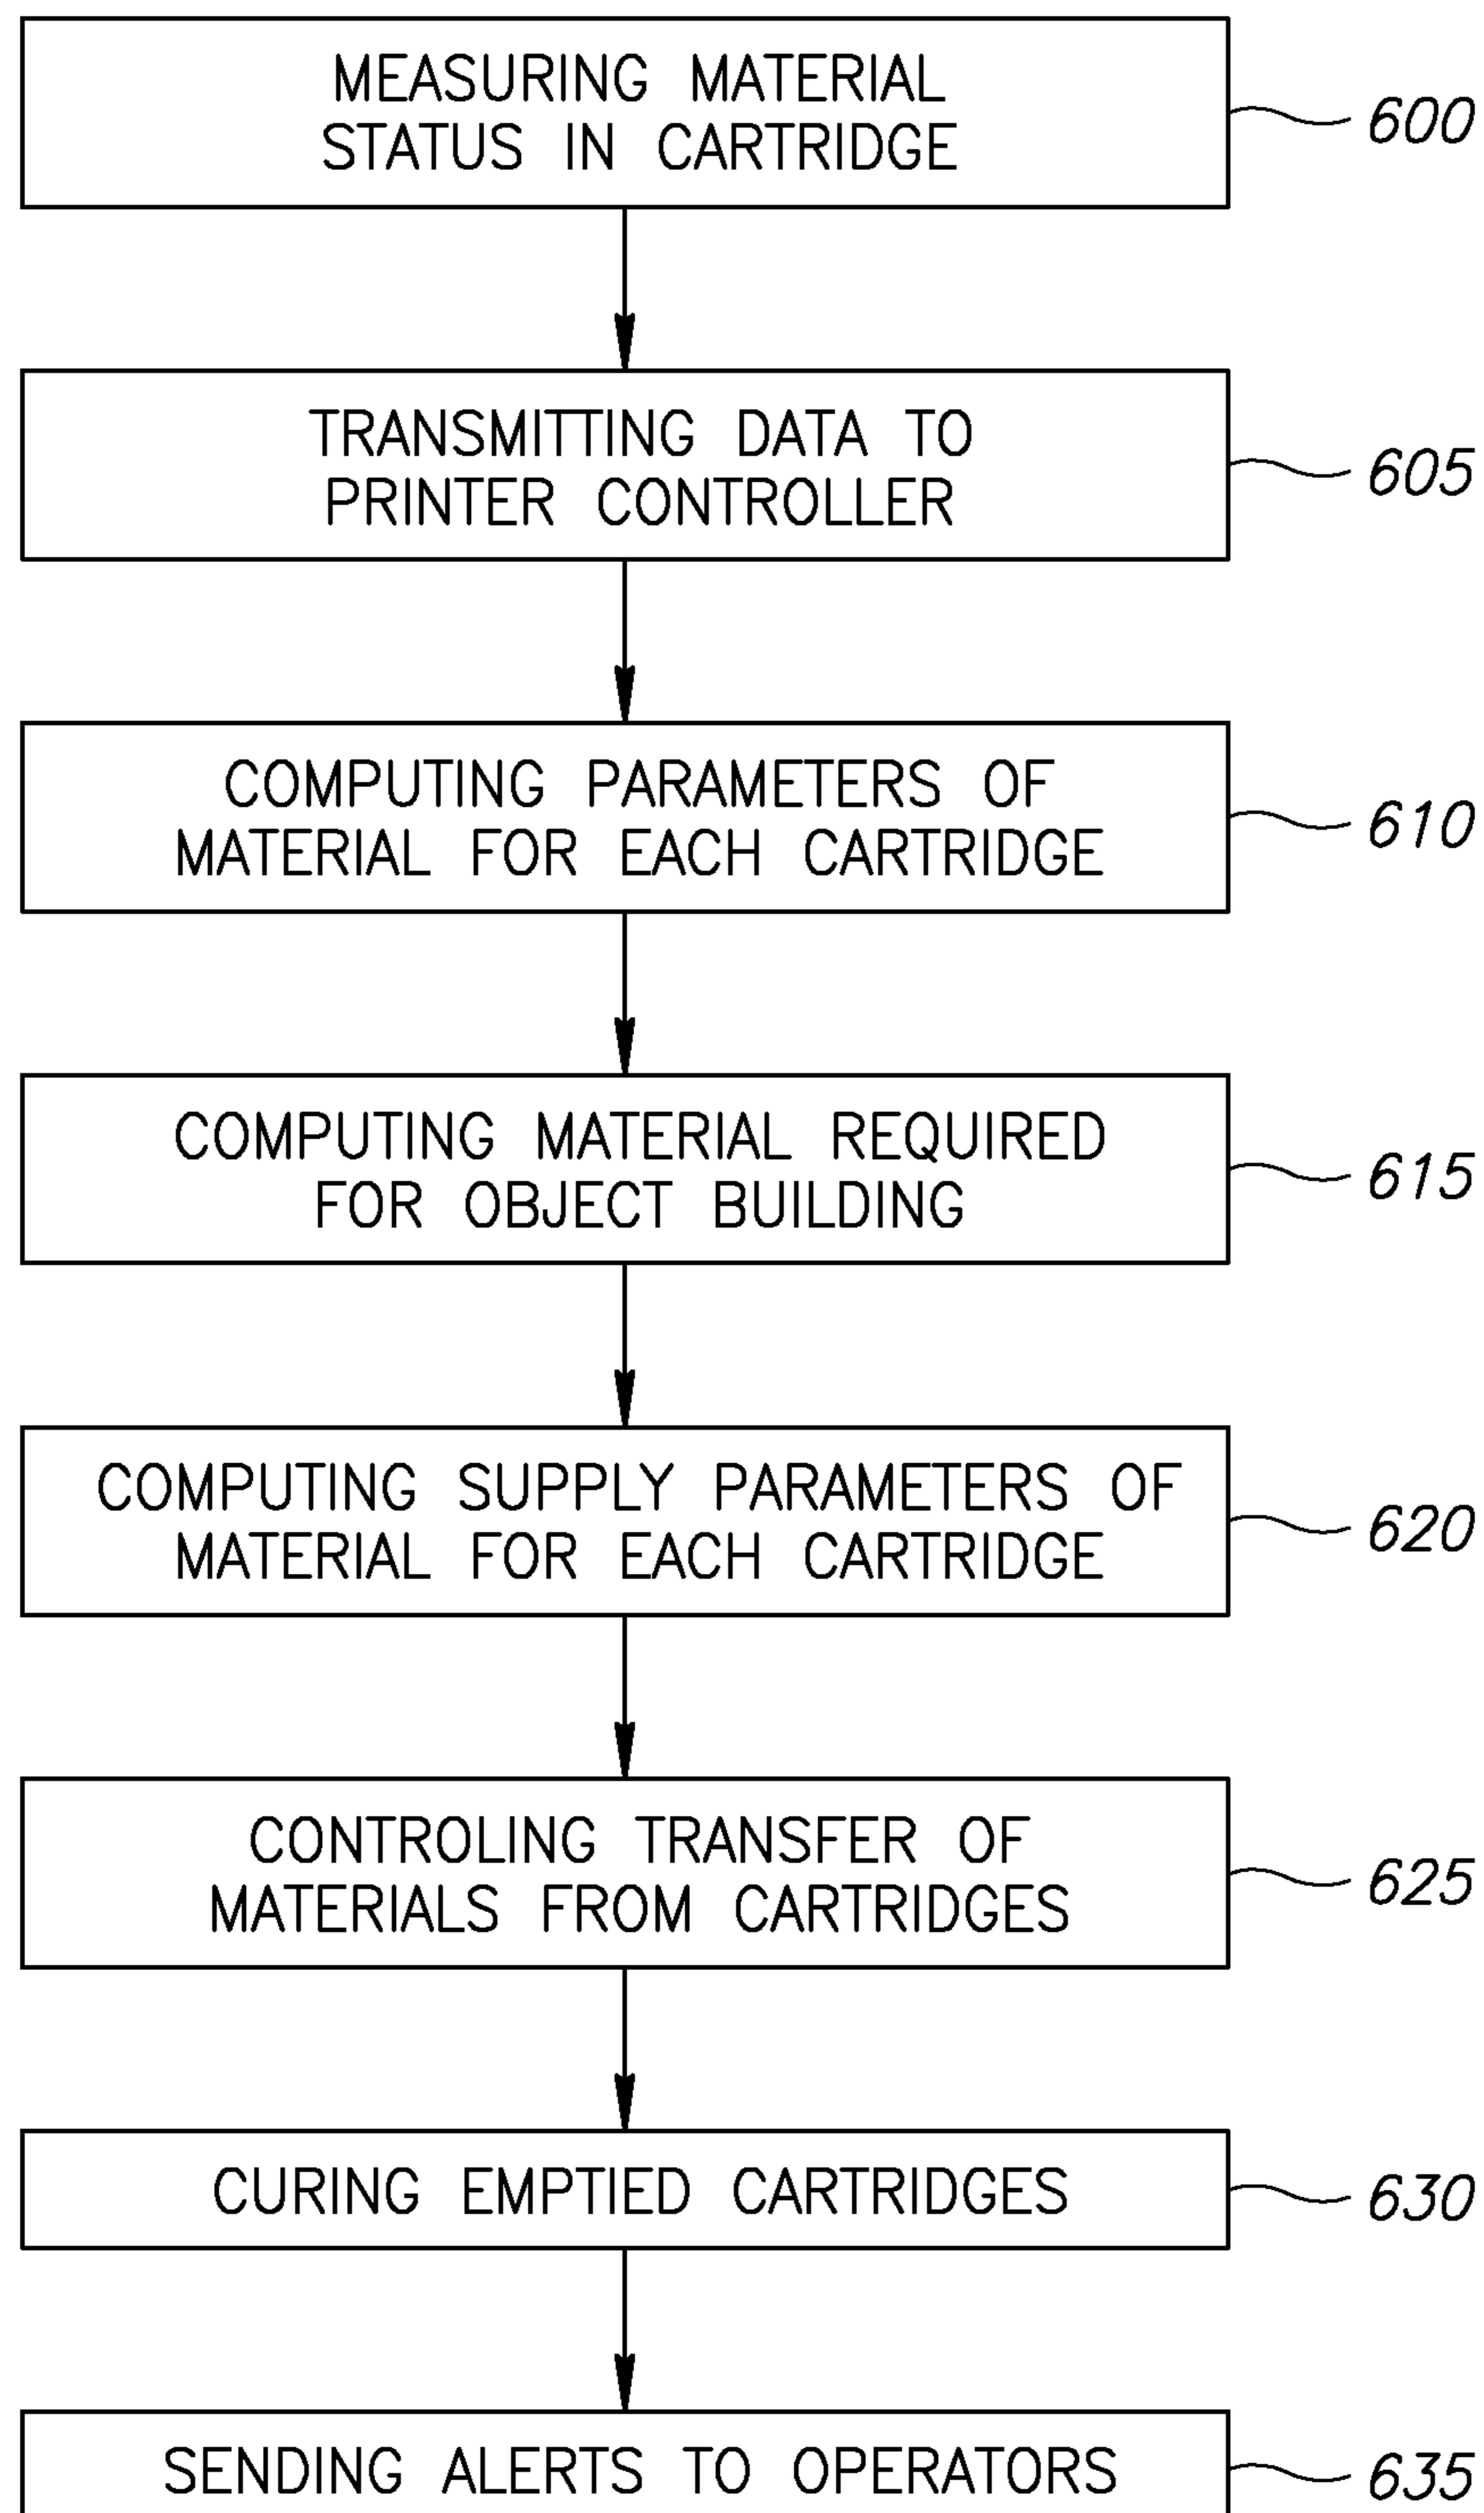 MEASURING MATERIAL
STATUS IN CARTRIDGE
600
TRANSMITTING DATA TO
PRINTER CONTROLLER
605
COMPUTING PARAMETERS OF
MATERIAL FOR EACH CARTRIDGE
610
COMPUTING MATERIAL REQUIRED
FOR OBJECT BUILDING
615
COMPUTING SUPPLY PARAMETERS OF
MATERIAL FOR EACH CARTRIDGE
620
CONTROLING TRANSFER OF
MATERIALS FROM CARTRIDGES
625
CURING EMPTIED CARTRIDGES
630
SENDING ALERTS TO OPERATORS
635